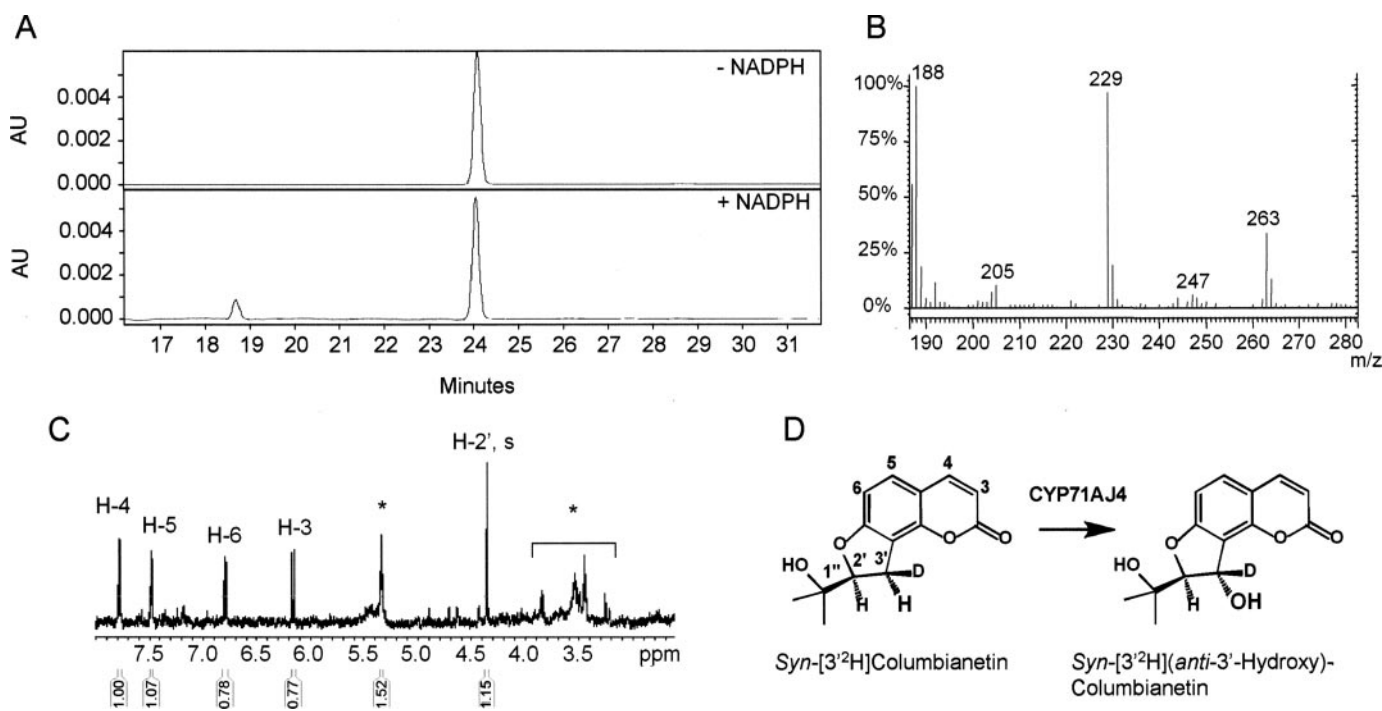 A
- NADPH
0.004
0.002
0.000
AU
+ NADPH
0.004
0.002
0.000
AU
17 18 19 20 21 22 23 24 25 26 27 28 29 30 31
Minutes
B
100%
75%
50%
25%
0%
188
229
263
205
247
190 200 210 220 230 240 250 260 270 280
m/z
C
H-2', s
H-4
H-5
H-6
H-3
*
*
7.5 7.0 6.5 6.0 5.5 5.0 4.5 4.0 3.5 ppm
1.00 1.07 0.78 0.77 1.52 1.15
D
5 4
6 3
CYP71AJ4
O O O
HO 1" 2' 3' D
H H
O O O
HO D
H OH
Syn-[3'²H]Columbianetin
Syn-[3'²H](anti-3'-Hydroxy)-
Columbianetin